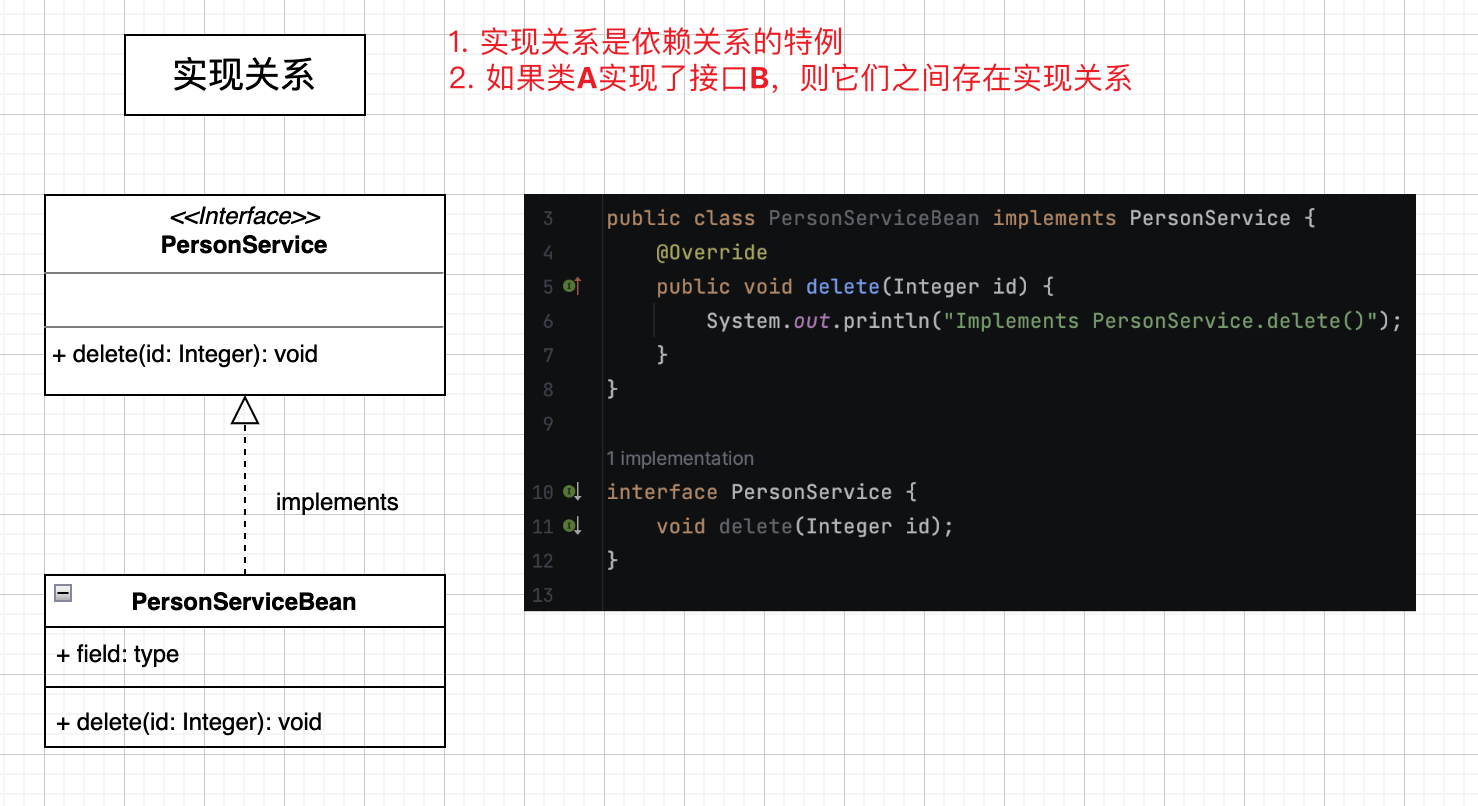 实现关系
1. 实现关系是依赖关系的特例
2. 如果类A实现了接口B，则它们之间存在实现关系
<<Interface>>
PersonService
+ delete(id: Integer): void
implements
PersonServiceBean
+ field: type
+ delete(id: Integer): void
3 public class PersonServiceBean implements PersonService {
4 @Override
5 public void delete(Integer id) {
6 System.out.println("Implements PersonService.delete()");
7 }
8 }
9
1 implementation
10 interface PersonService {
11 void delete(Integer id);
12 }
13